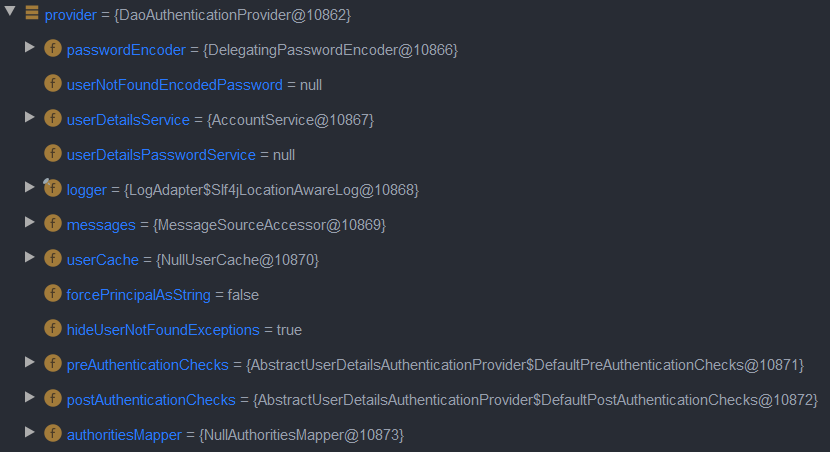 provider = {DaoAuthenticationProvider@10862}
f passwordEncoder = {DelegatingPasswordEncoder@10866}
f userNotFoundEncodedPassword = null
f userDetailsService = {AccountService@10867}
f userDetailsPasswordService = null
f logger = {LogAdapter$Slf4jLocationAwareLog@10868}
f messages = {MessageSourceAccessor@10869}
f userCache = {NullUserCache@10870}
f forcePrincipalAsString = false
f hideUserNotFoundExceptions = true
f preAuthenticationChecks = {AbstractUserDetailsAuthenticationProvider$DefaultPreAuthenticationChecks@10871}
f postAuthenticationChecks = {AbstractUserDetailsAuthenticationProvider$DefaultPostAuthenticationChecks@10872}
f authoritiesMapper = {NullAuthoritiesMapper@10873}